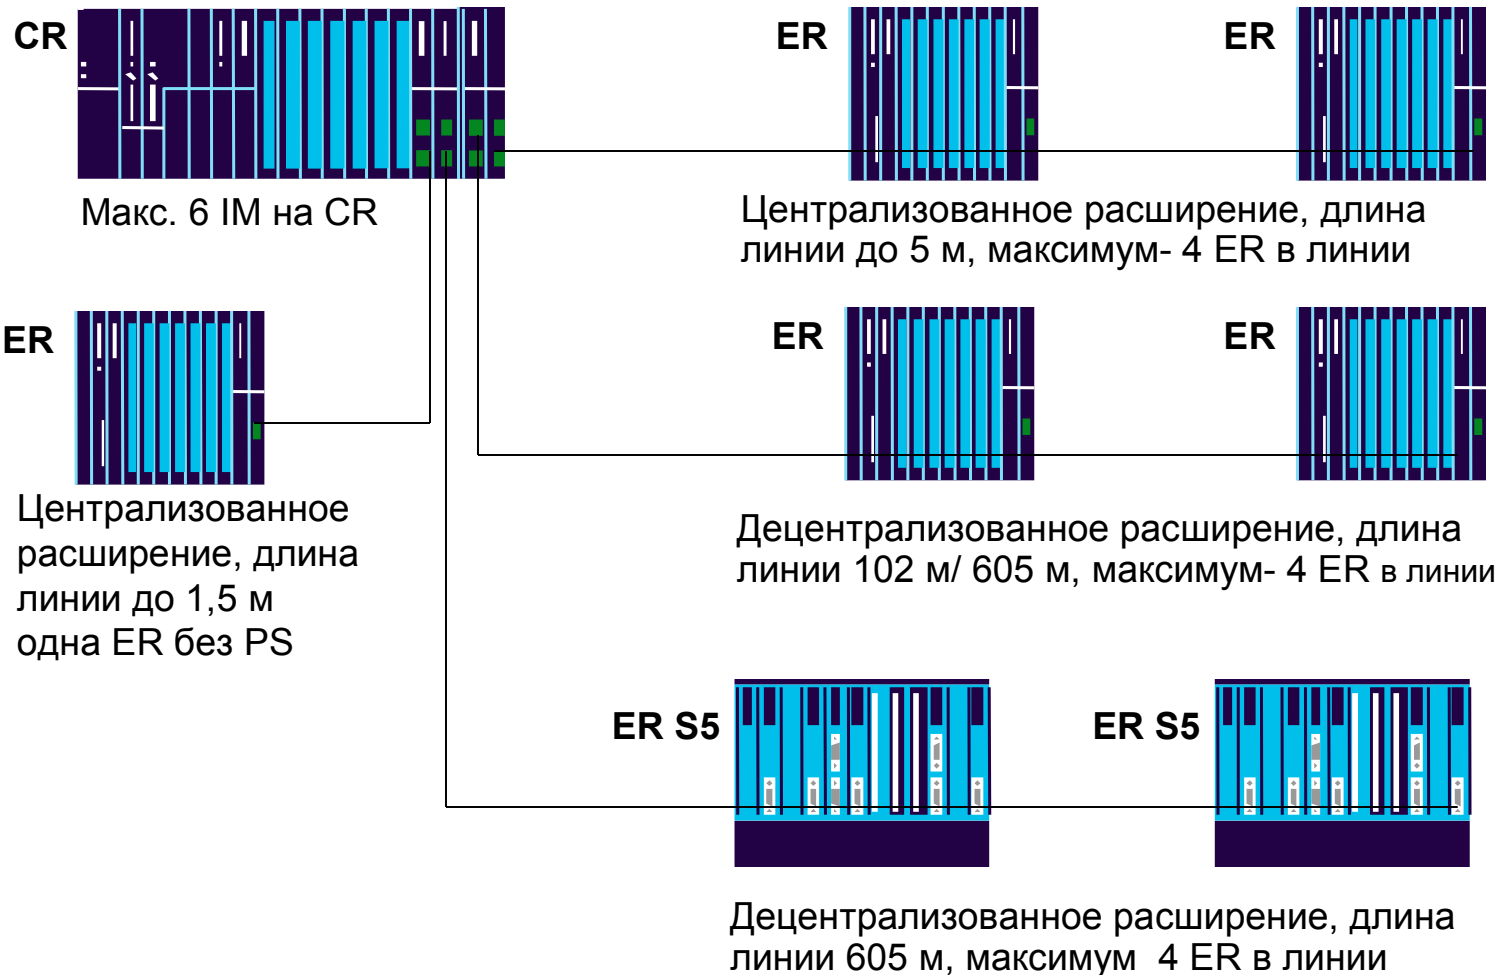 CR
ER
ER
Макс. 6 IM на CR
Централизованное расширение, длина
линии до 5 м, максимум- 4 ER в линии
ER
ER
ER
Централизованное
расширение, длина
линии до 1,5 м
одна ER без PS
Децентрализованное расширение, длина
линии 102 м/ 605 м, максимум- 4 ER в линии
ER S5
ER S5
Децентрализованное расширение, длина
линии 605 м, максимум 4 ER в линии